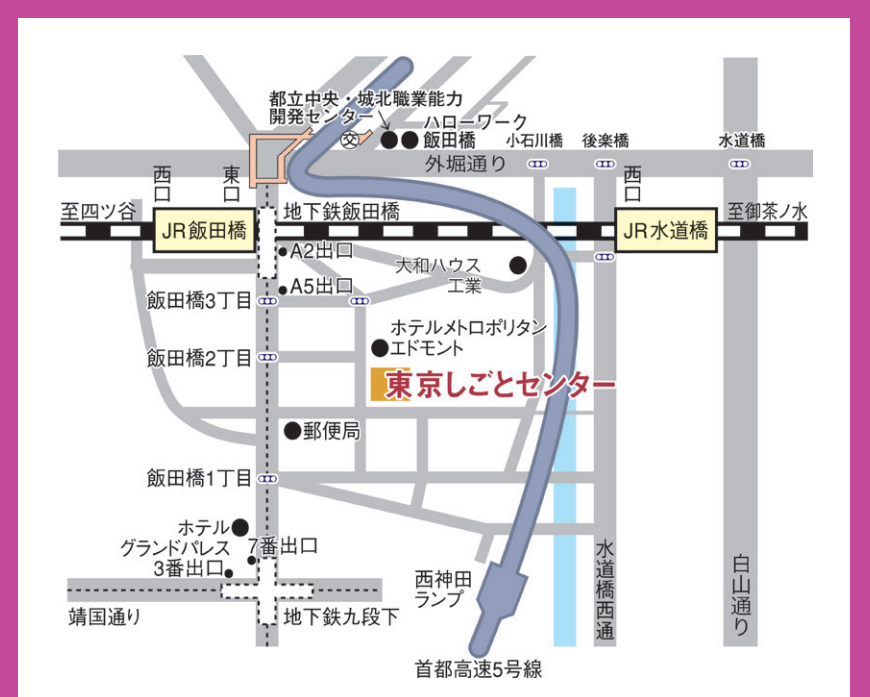 都立中央・城北職業能力
開発センター
交
ハローワーク
飯田橋
小石川橋
後楽橋
水道橋
外堀通り
西口
東口
西口
至四ツ谷
JR飯田橋
地下鉄飯田橋
JR水道橋
至御茶ノ水
A2出口
大和ハウス
工業
A5出口
飯田橋3丁目
ホテルメトロポリタン
エドモント
飯田橋2丁目
東京しごとセンター
郵便局
飯田橋1丁目
ホテル
グランドパレス
7番出口
3番出口
西神田
ランプ
水道橋西通
白山通り
靖国通り
地下鉄九段下
首都高速5号線